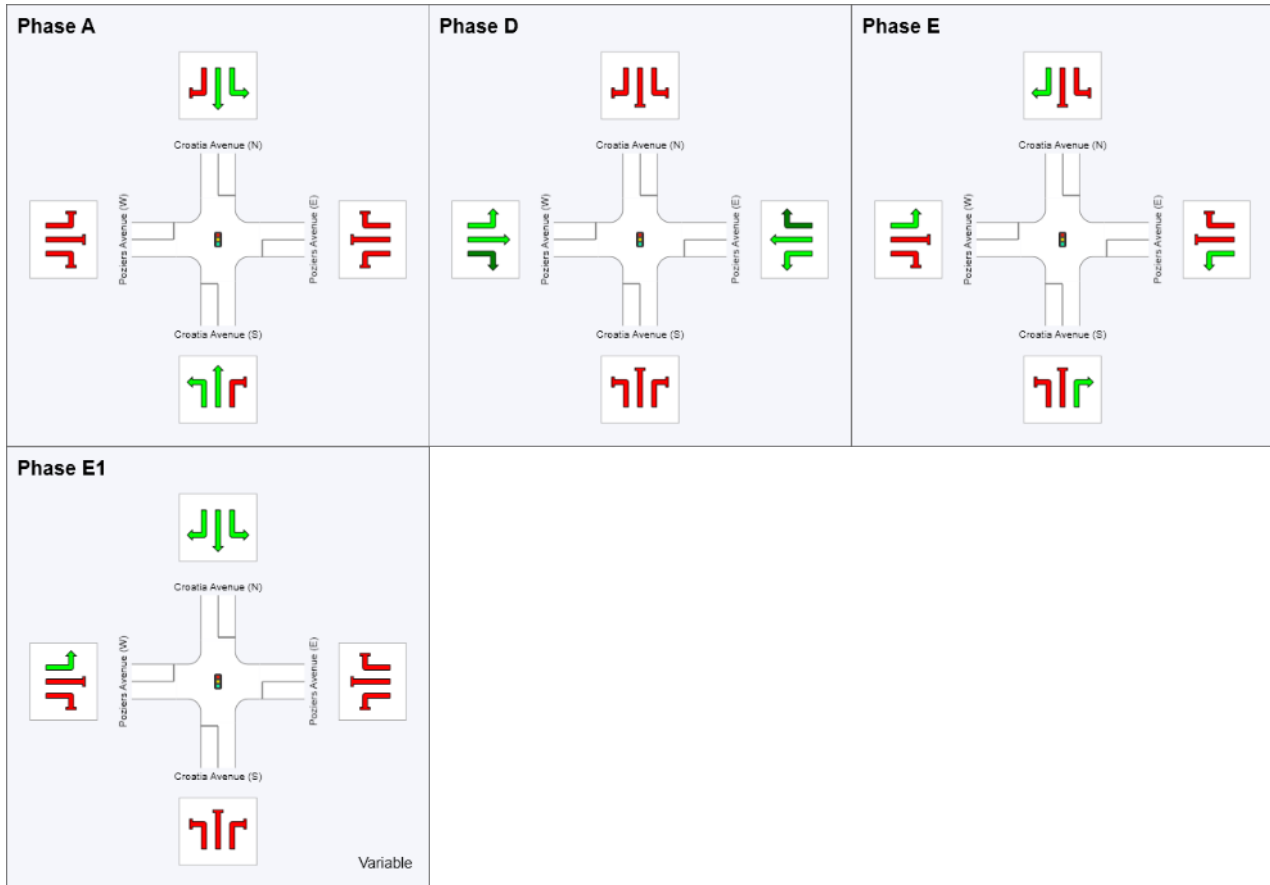 Phase A
Croatia Avenue (N)
Poziers Avenue (W)
Poziers Avenue (E)
Croatia Avenue (S)
Phase D
Croatia Avenue (N)
Poziers Avenue (W)
Poziers Avenue (E)
Croatia Avenue (S)
Phase E
Croatia Avenue (N)
Poziers Avenue (W)
Poziers Avenue (E)
Croatia Avenue (S)
Phase E1
Croatia Avenue (N)
Poziers Avenue (W)
Poziers Avenue (E)
Croatia Avenue (S)
Variable